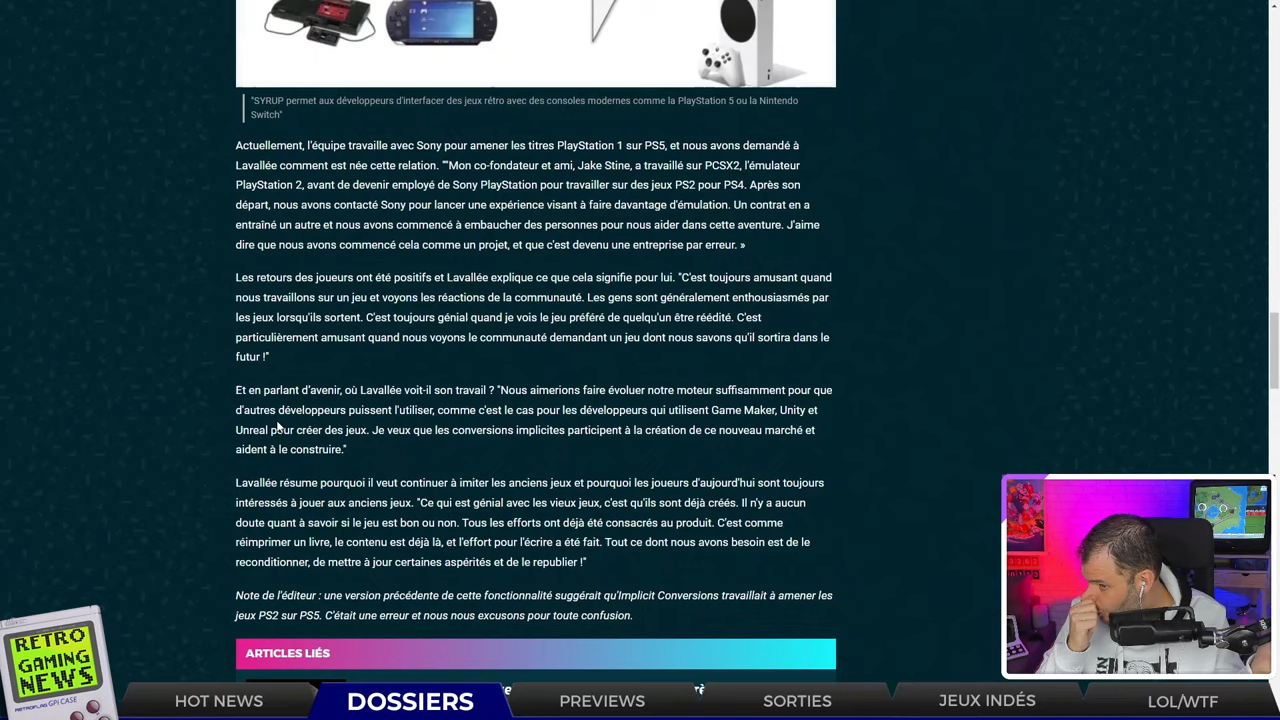 "SYRUP permet aux développeurs d'interfacer des jeux rétro avec des consoles modernes comme la PlayStation 5 ou la Nintendo
Switch"
Actuellement, l'équipe travaille avec Sony pour amener les titres PlayStation 1 sur PS5, et nous avons demandé à
Lavallée comment est née cette relation. ""Mon co-fondateur et ami, Jake Stine, a travaillé sur PCSX2, l'émulateur
PlayStation 2, avant de devenir employé de Sony PlayStation pour travailler sur des jeux PS2 pour PS4. Après son
départ, nous avons contacté Sony pour lancer une expérience visant à faire davantage d'émulation. Un contrat en a
entraîné un autre et nous avons commencé à embaucher des personnes pour nous aider dans cette aventure. J'aime
dire que nous avons commencé cela comme un projet, et que c'est devenu une entreprise par erreur. »
Les retours des joueurs ont été positifs et Lavallée explique ce que cela signifie pour lui. "C'est toujours amusant quand
nous travaillons sur un jeu et voyons les réactions de la communauté. Les gens sont généralement enthousiasmés par
les jeux lorsqu'ils sortent. C'est toujours génial quand je vois le jeu préféré de quelqu'un être réédité. C'est
particulièrement amusant quand nous voyons le communauté demandant un jeu dont nous savons qu'il sortira dans le
futur !"
Et en parlant d'avenir, où Lavallée voit-il son travail ? "Nous aimerions faire évoluer notre moteur suffisamment pour que
d'autres développeurs puissent l'utiliser, comme c'est le cas pour les développeurs qui utilisent Game Maker, Unity et
Unreal pour créer des jeux. Je veux que les conversions implicites participent à la création de ce nouveau marché et
aident à le construire."
Lavallée résume pourquoi il veut continuer à imiter les anciens jeux et pourquoi les joueurs d'aujourd'hui sont toujours
intéressés à jouer aux anciens jeux. "Ce qui est génial avec les vieux jeux, c'est qu'ils sont déjà créés. Il n'y a aucun
doute quant à savoir si le jeu est bon ou non. Tous les efforts ont déjà été consacrés au produit. C'est comme
réimprimer un livre, le contenu est déjà là, et l'effort pour l'écrire a été fait. Tout ce dont nous avons besoin est de le
reconditionner, de mettre à jour certaines aspérités et de le republier !"
Note de l'éditeur : une version précédente de cette fonctionnalité suggérait qu'Implicit Conversions travaillait à amener les
jeux PS2 sur PS5. C'était une erreur et nous nous excusons pour toute confusion.
ARTICLES LIÉS
RETRO
GAMING
NEWS
RETROFLAG GPi CASE
HOT NEWS
DOSSIERS
PREVIEWS
SORTIES
JEUX INDÉS
LOL/WTF